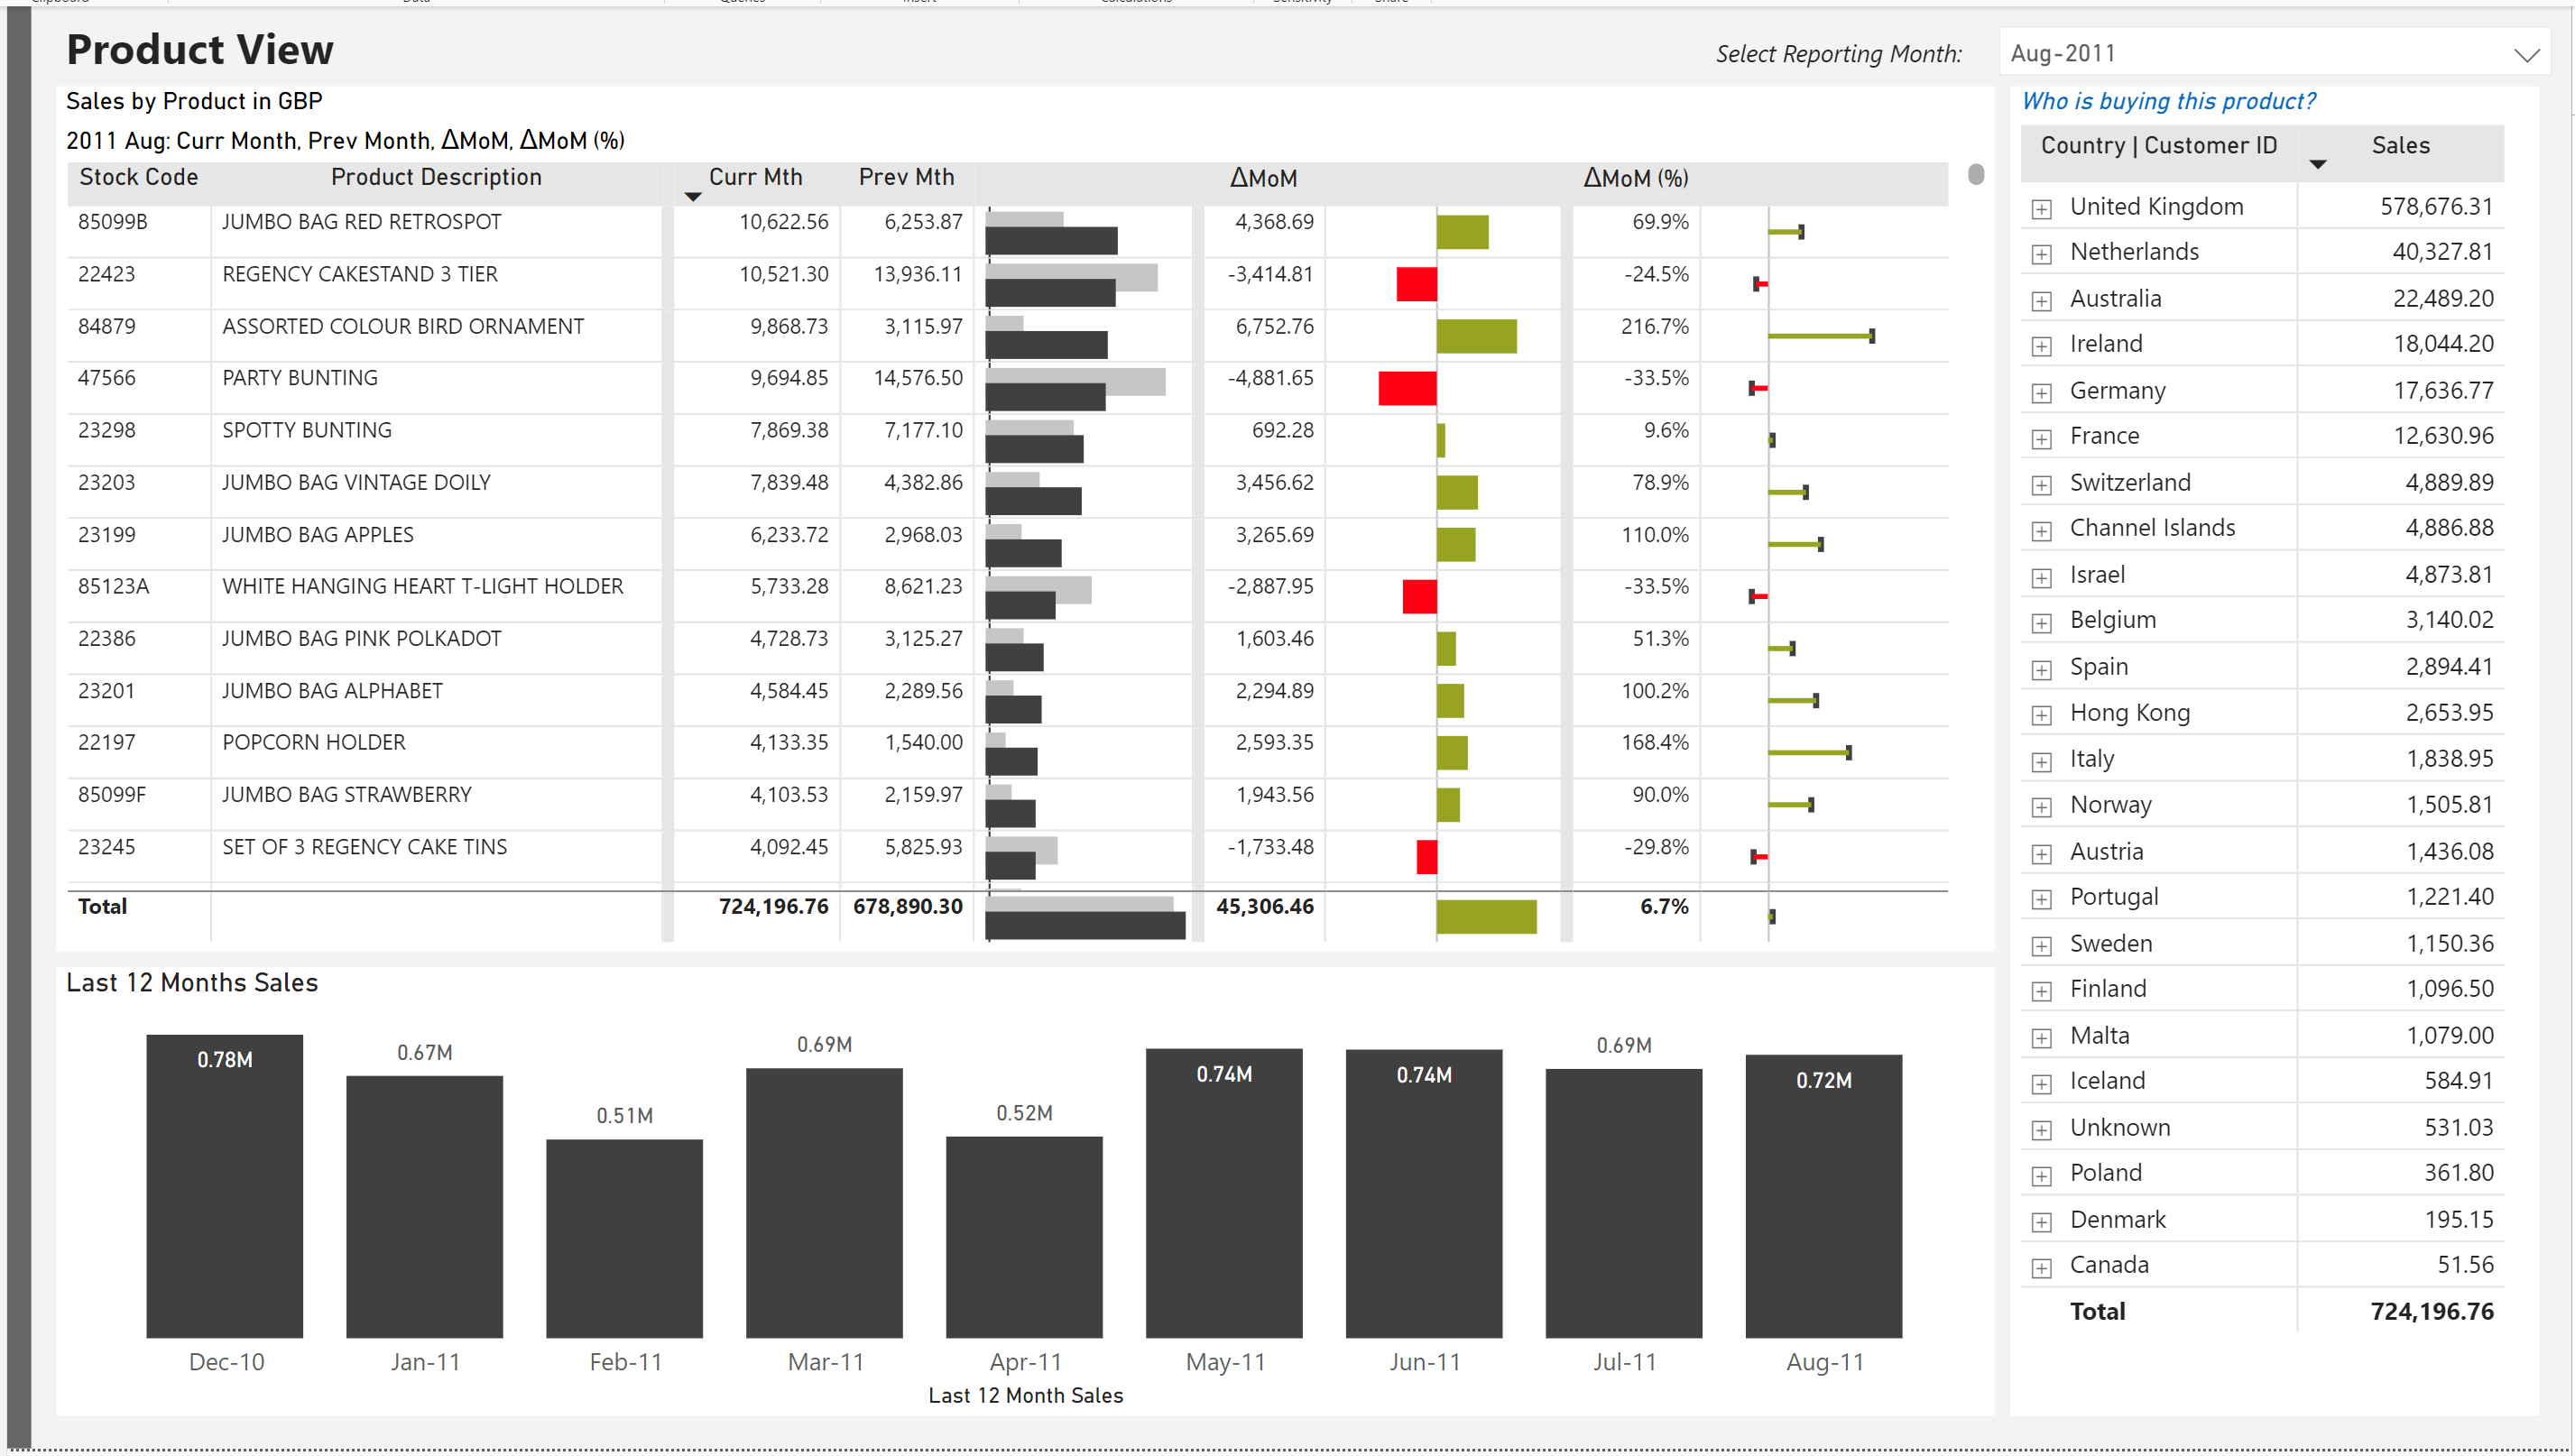 Clipboard Data Queries Insert Calculations Sensitivity Share
Product View
Select Reporting Month: Aug-2011
Sales by Product in GBP
2011 Aug: Curr Month, Prev Month, ΔMoM, ΔMoM (%)
Stock Code Product Description Curr Mth Prev Mth ΔMoM ΔMoM (%)
85099B JUMBO BAG RED RETROSPOT 10,622.56 6,253.87 4,368.69 69.9%
22423 REGENCY CAKESTAND 3 TIER 10,521.30 13,936.11 -3,414.81 -24.5%
84879 ASSORTED COLOUR BIRD ORNAMENT 9,868.73 3,115.97 6,752.76 216.7%
47566 PARTY BUNTING 9,694.85 14,576.50 -4,881.65 -33.5%
23298 SPOTTY BUNTING 7,869.38 7,177.10 692.28 9.6%
23203 JUMBO BAG VINTAGE DOILY 7,839.48 4,382.86 3,456.62 78.9%
23199 JUMBO BAG APPLES 6,233.72 2,968.03 3,265.69 110.0%
85123A WHITE HANGING HEART T-LIGHT HOLDER 5,733.28 8,621.23 -2,887.95 -33.5%
22386 JUMBO BAG PINK POLKADOT 4,728.73 3,125.27 1,603.46 51.3%
23201 JUMBO BAG ALPHABET 4,584.45 2,289.56 2,294.89 100.2%
22197 POPCORN HOLDER 4,133.35 1,540.00 2,593.35 168.4%
85099F JUMBO BAG STRAWBERRY 4,103.53 2,159.97 1,943.56 90.0%
23245 SET OF 3 REGENCY CAKE TINS 4,092.45 5,825.93 -1,733.48 -29.8%
Total 724,196.76 678,890.30 45,306.46 6.7%
Last 12 Months Sales
0.78M 0.67M 0.51M 0.69M 0.52M 0.74M 0.74M 0.69M 0.72M
Dec-10 Jan-11 Feb-11 Mar-11 Apr-11 May-11 Jun-11 Jul-11 Aug-11
Last 12 Month Sales
Who is buying this product?
Country | Customer ID Sales
United Kingdom 578,676.31
Netherlands 40,327.81
Australia 22,489.20
Ireland 18,044.20
Germany 17,636.77
France 12,630.96
Switzerland 4,889.89
Channel Islands 4,886.88
Israel 4,873.81
Belgium 3,140.02
Spain 2,894.41
Hong Kong 2,653.95
Italy 1,838.95
Norway 1,505.81
Austria 1,436.08
Portugal 1,221.40
Sweden 1,150.36
Finland 1,096.50
Malta 1,079.00
Iceland 584.91
Unknown 531.03
Poland 361.80
Denmark 195.15
Canada 51.56
Total 724,196.76